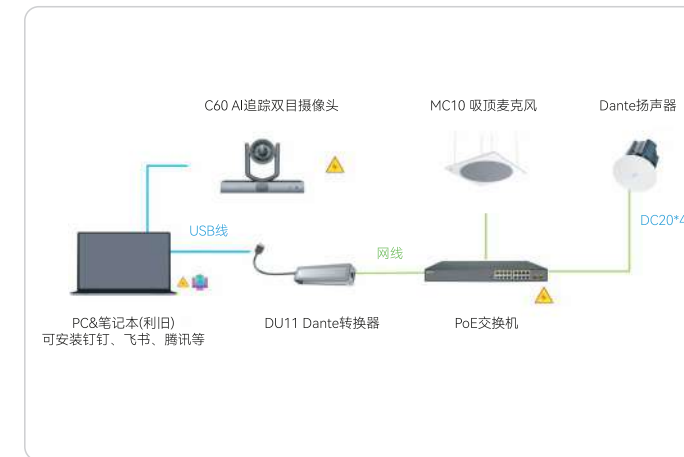 C60 AI追踪双目摄像头
MC10 吸顶麦克风
Dante扬声器
DC20*4
USB线
网线
PC&笔记本(利旧)
可安装钉钉、飞书、腾讯等
DU11 Dante转换器
PoE交换机